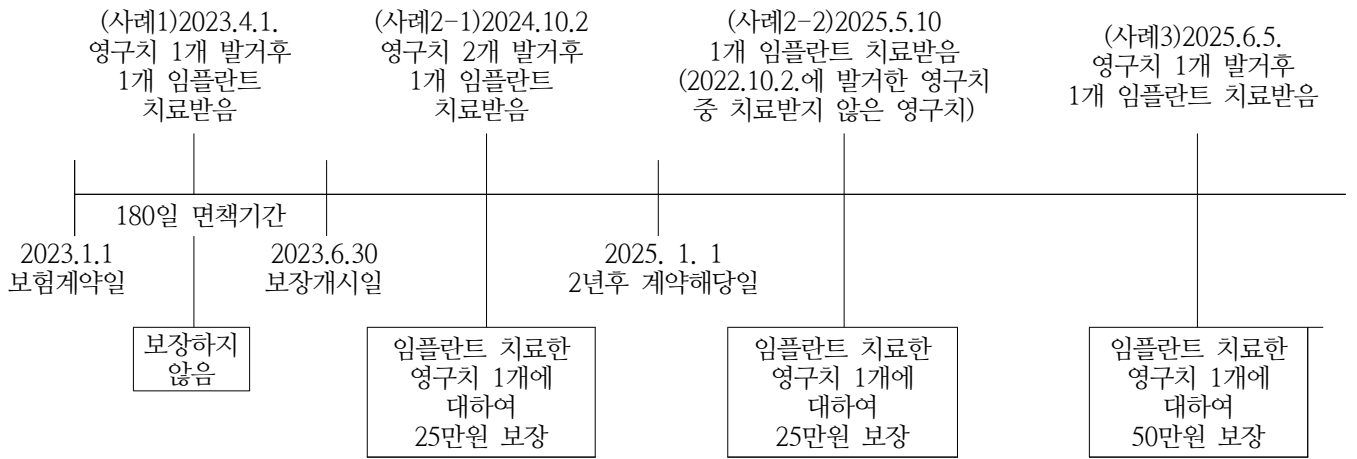 (사례1)2023.4.1.
영구치 1개 발거후
1개 임플란트
치료받음
(사례2-1)2024.10.2
영구치 2개 발거후
1개 임플란트
치료받음
(사례2-2)2025.5.10
1개 임플란트 치료받음
(2022.10.2.에 발거한 영구치
중 치료받지 않은 영구치)
(사례3)2025.6.5.
영구치 1개 발거후
1개 임플란트 치료받음
180일 면책기간
2023.1.1
보험계약일
2023.6.30
보장개시일
2025. 1. 1
2년후 계약해당일
보장하지
않음
임플란트 치료한
영구치 1개에
대하여
25만원 보장
임플란트 치료한
영구치 1개에
대하여
25만원 보장
임플란트 치료한
영구치 1개에
대하여
50만원 보장